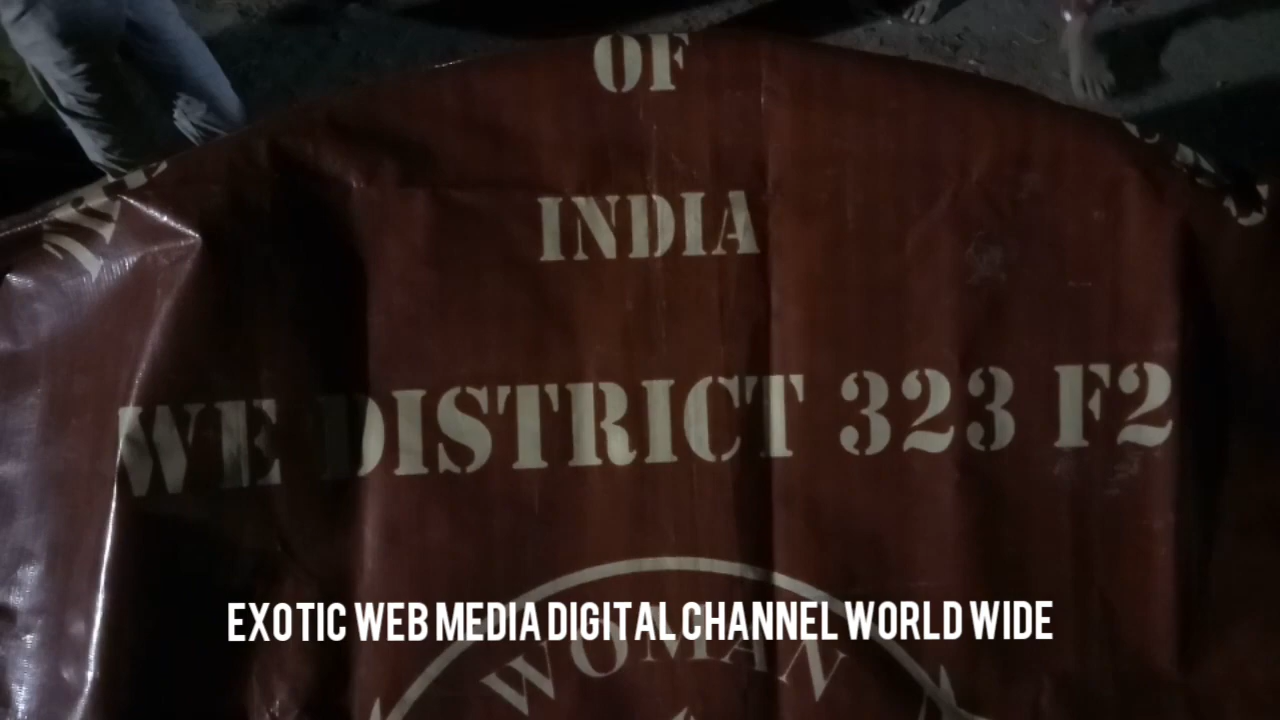 OF
INDIA
WE DISTRICT 323 F2
EXOTIC WEB MEDIA DIGITAL CHANNEL WORLD WIDE
WOMAN